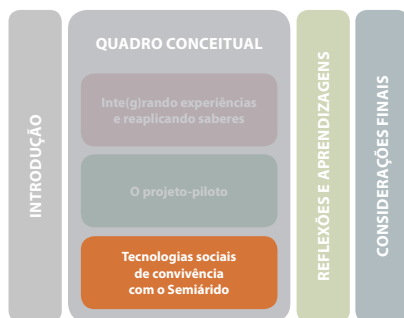 INTRODUÇÃO
QUADRO CONCEITUAL
Inte(g)rando experiências
e reaplicando saberes
O projeto-piloto
Tecnologias sociais
de convivência
com o Semiárido
REFLEXÕES E APRENDIZAGENS
CONSIDERAÇÕES FINAIS